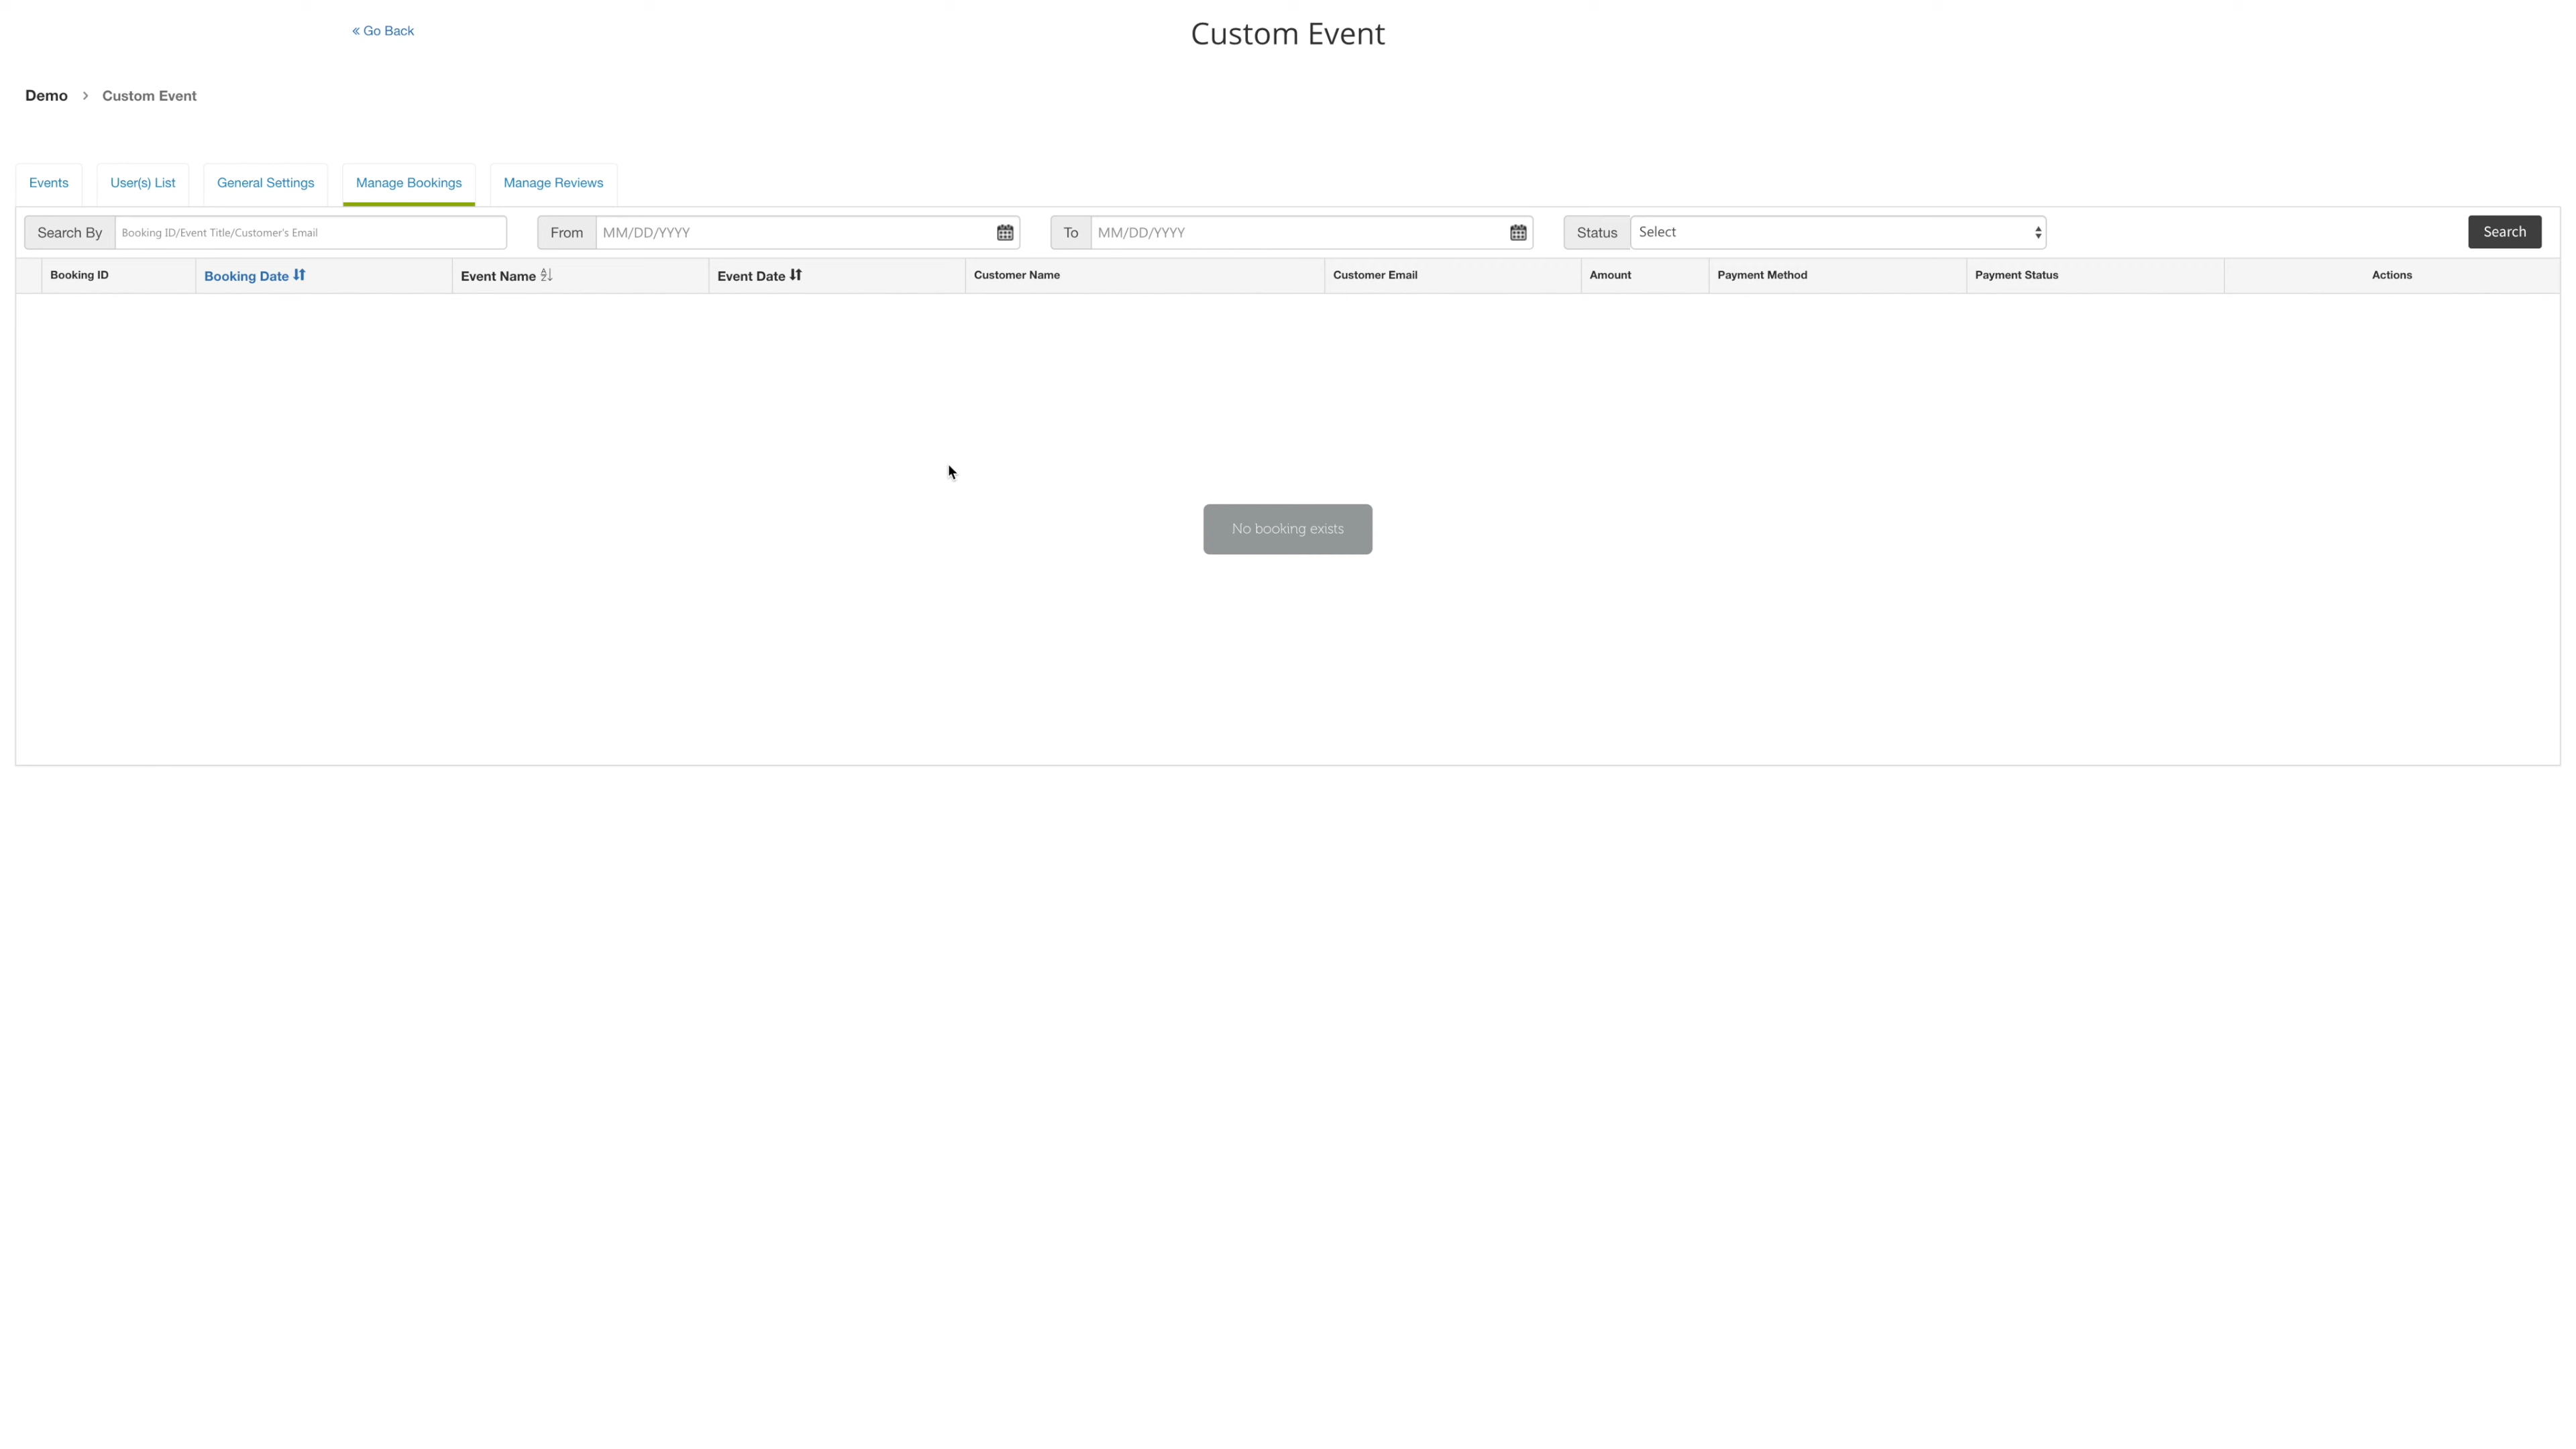 « Go Back
Custom Event
Demo > Custom Event
Events User(s) List General Settings Manage Bookings Manage Reviews
Search By Booking ID/Event Title/Customer's Email From MM/DD/YYYY To MM/DD/YYYY Status Select Search
Booking ID Booking Date Event Name Event Date Customer Name Customer Email Amount Payment Method Payment Status Actions
No booking exists